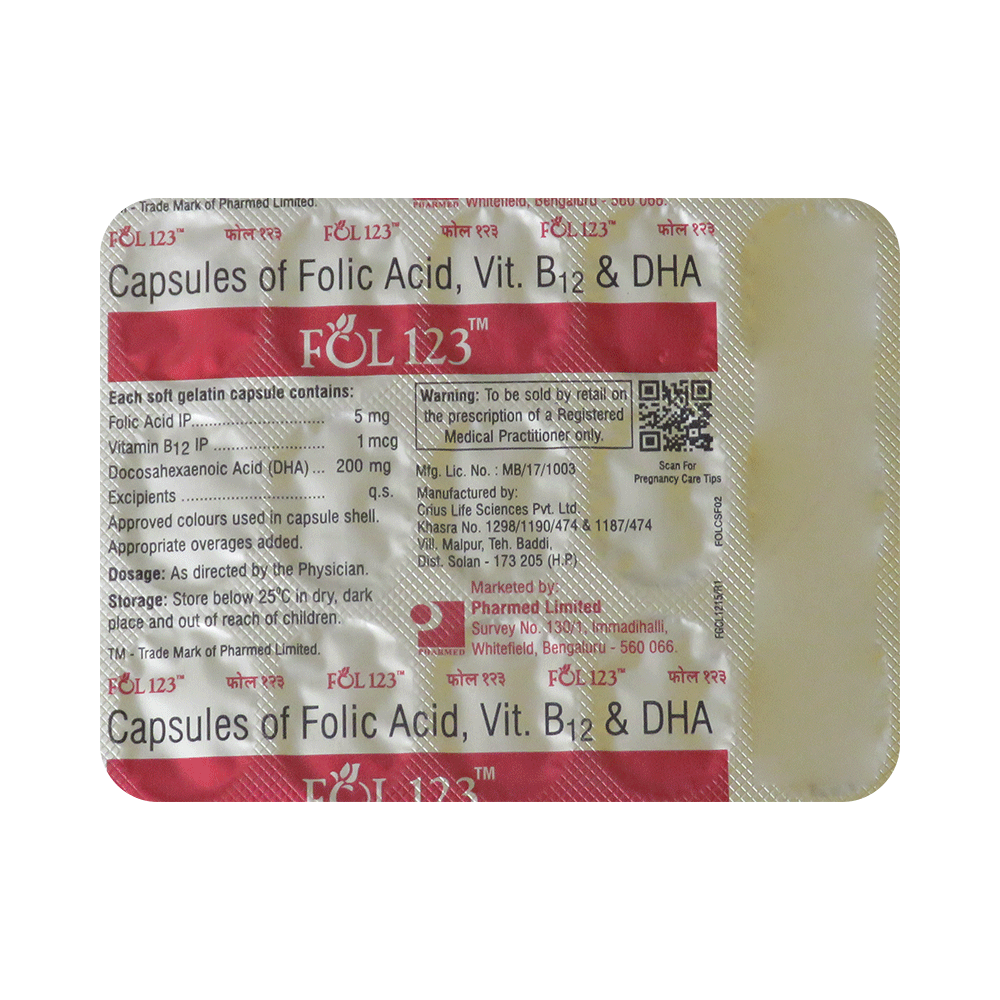 TM - Trade Mark of Pharmed Limited.
PHARMED Whitefield, Bengaluru - 560 066.
FOL 123™ फोल १२३ FOL 123™ फोल १२३ FOL 123™ फोल १२३
Capsules of Folic Acid, Vit. B12 & DHA
FOL 123™
Each soft gelatin capsule contains:
Folic Acid IP.............................. 5 mg
Vitamin B12 IP ......................... 1 mcg
Docosahexaenoic Acid (DHA)... 200 mg
Excipients ................................ q.s.
Approved colours used in capsule shell.
Appropriate overages added.
Dosage: As directed by the Physician.
Storage: Store below 25°C in dry, dark
place and out of reach of children.
TM - Trade Mark of Pharmed Limited.
Warning: To be sold by retail on
the prescription of a Registered
Medical Practitioner only.
Scan For
Pregnancy Care Tips
Mfg. Lic. No. : MB/17/1003
Manufactured by:
Crius Life Sciences Pvt. Ltd.
Khasra No. 1298/1190/474 & 1187/474
Vill. Malpur, Teh. Baddi,
Dist. Solan - 173 205 (H.P.)
Marketed by:
Pharmed Limited
Survey No. 130/1, Immadihalli,
Whitefield, Bengaluru - 560 066.
PHARMED
FOLCSF02
FOL 123™ फोल १२३ FOL 123™ फोल १२३ FOL 123™ फोल १२३
Capsules of Folic Acid, Vit. B12 & DHA
FOL 123™